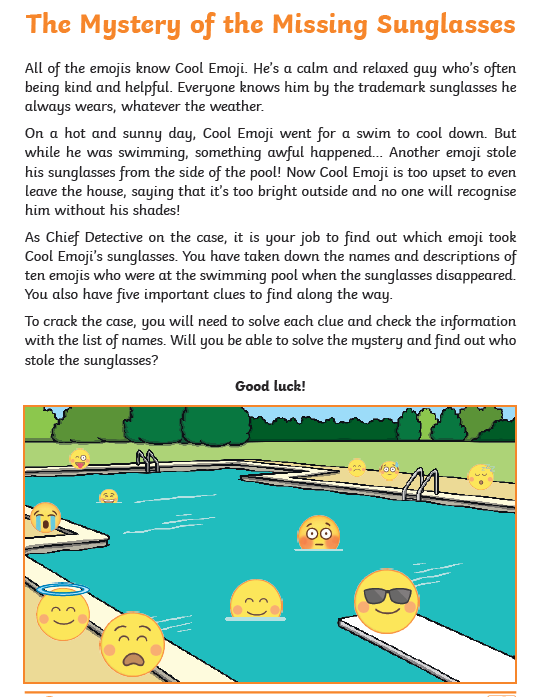 The Mystery of the Missing Sunglasses
All of the emojis know Cool Emoji. He's a calm and relaxed guy who's often
being kind and helpful. Everyone knows him by the trademark sunglasses he
always wears, whatever the weather.
On a hot and sunny day, Cool Emoji went for a swim to cool down. But
while he was swimming, something awful happened... Another emoji stole
his sunglasses from the side of the pool! Now Cool Emoji is too upset to even
leave the house, saying that it's too bright outside and no one will recognise
him without his shades!
As Chief Detective on the case, it is your job to find out which emoji took
Cool Emoji's sunglasses. You have taken down the names and descriptions of
ten emojis who were at the swimming pool when the sunglasses disappeared.
You also have five important clues to find along the way.
To crack the case, you will need to solve each clue and check the information
with the list of names. Will you be able to solve the mystery and find out who
stole the sunglasses?
Good luck!